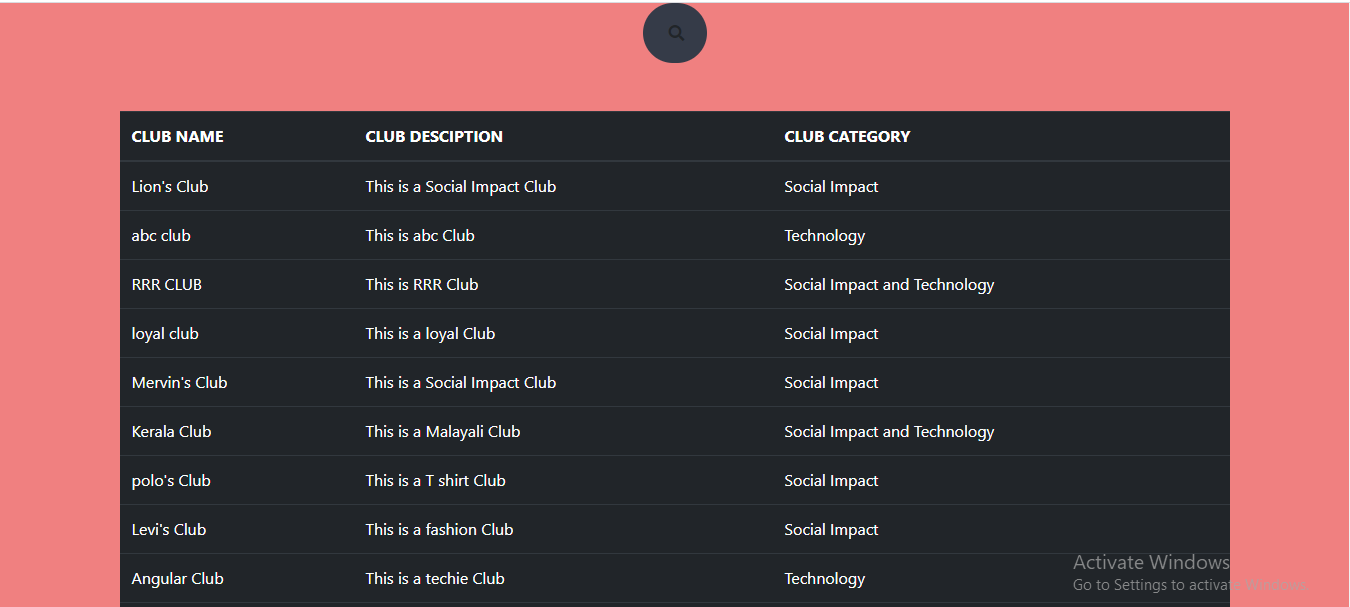 CLUB NAME CLUB DESCIPTION CLUB CATEGORY
Lion's Club This is a Social Impact Club Social Impact
abc club This is abc Club Technology
RRR CLUB This is RRR Club Social Impact and Technology
loyal club This is a loyal Club Social Impact
Mervin's Club This is a Social Impact Club Social Impact
Kerala Club This is a Malayali Club Social Impact and Technology
polo's Club This is a T shirt Club Social Impact
Levi's Club This is a fashion Club Social Impact
Angular Club This is a techie Club Technology
Activate Windows
Go to Settings to activate Windows.